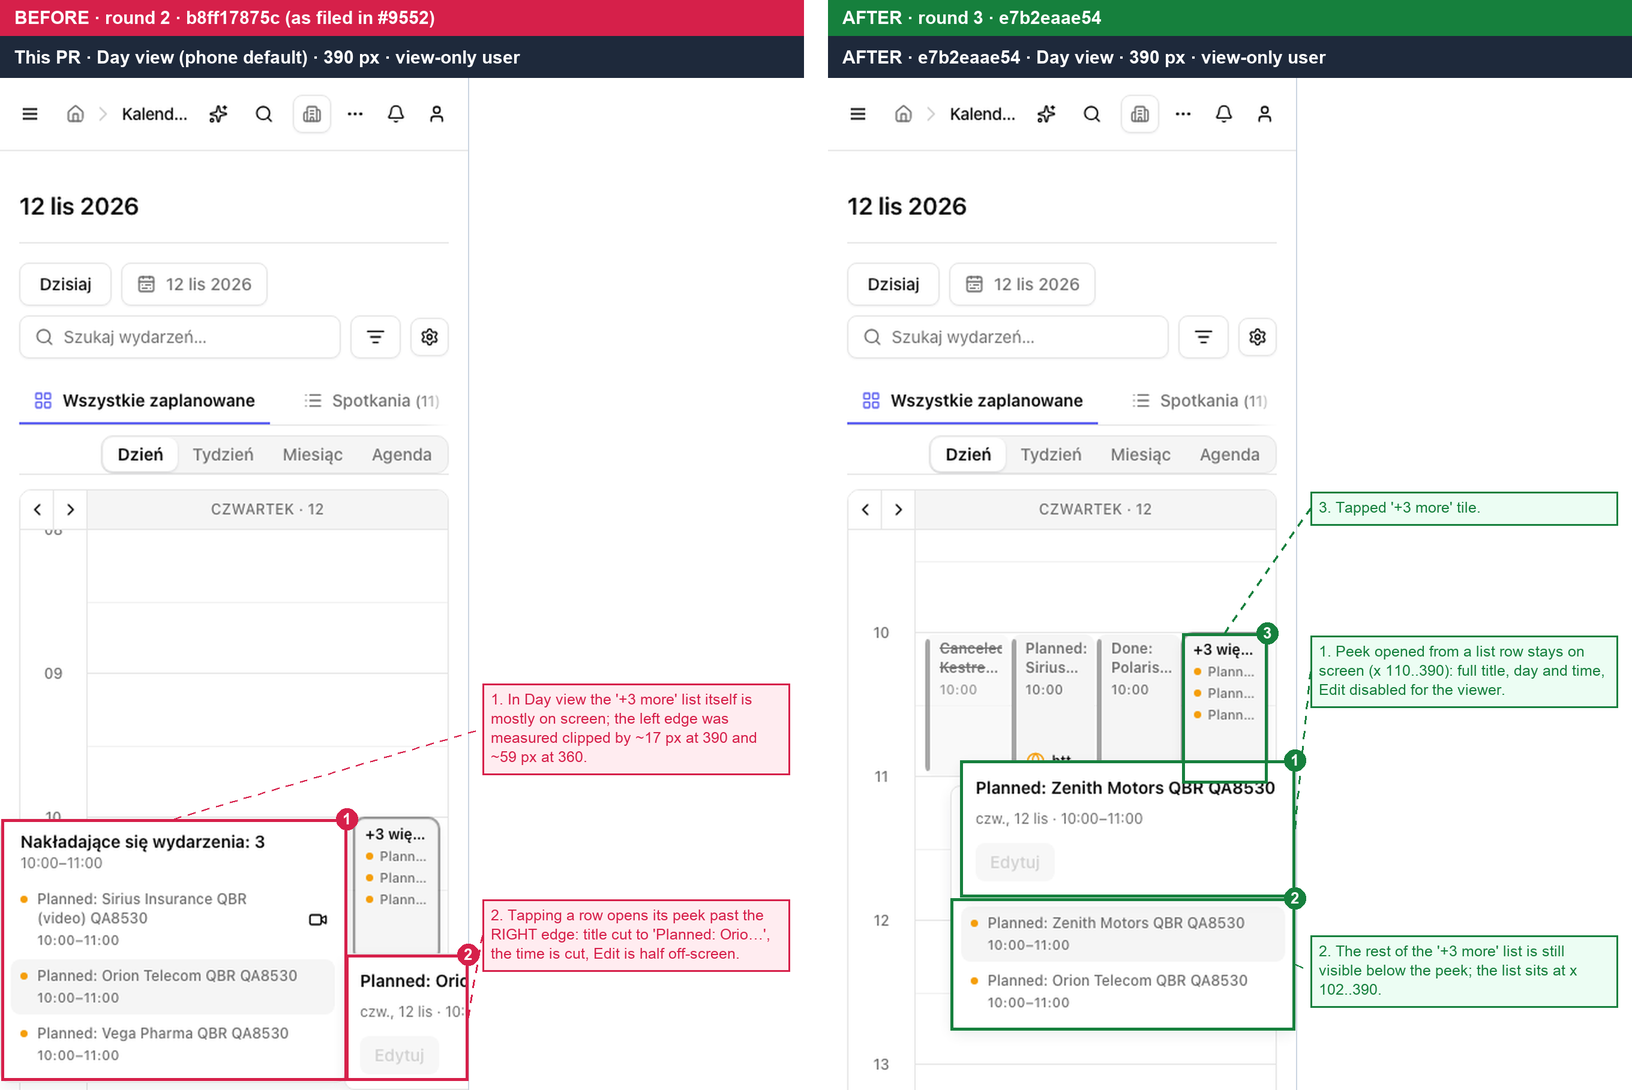 BEFORE · round 2 · b8ff17875c (as filed in #9552)
This PR · Day view (phone default) · 390 px · view-only user
Kalend...
12 lis 2026
Dzisiaj
12 lis 2026
Szukaj wydarzeń...
Wszystkie zaplanowane
Spotkania (11)
Dzień
Tydzień
Miesiąc
Agenda
CZWARTEK · 12
08
09
10
1. In Day view the '+3 more' list itself is
mostly on screen; the left edge was
measured clipped by ~17 px at 390 and
~59 px at 360.
1
Nakładające się wydarzenia: 3
10:00–11:00
Planned: Sirius Insurance QBR
(video) QA8530
10:00–11:00
Planned: Orion Telecom QBR QA8530
10:00–11:00
Planned: Vega Pharma QBR QA8530
10:00–11:00
+3 wię...
Plann...
Plann...
Plann...
2
2. Tapping a row opens its peek past the
RIGHT edge: title cut to 'Planned: Orio...',
the time is cut, Edit is half off-screen.
Planned: Orio
czw., 12 lis · 10:
Edytuj
AFTER · round 3 · e7b2eaae54
AFTER · e7b2eaae54 · Day view · 390 px · view-only user
Kalend...
12 lis 2026
Dzisiaj
12 lis 2026
Szukaj wydarzeń...
Wszystkie zaplanowane
Spotkania (11)
Dzień
Tydzień
Miesiąc
Agenda
CZWARTEK · 12
3. Tapped '+3 more' tile.
10
Canceled
Kestre...
10:00
Planned:
Sirius...
10:00
Done:
Polaris...
10:00
3
+3 wię...
Plann...
Plann...
Plann...
1. Peek opened from a list row stays on
screen (x 110..390): full title, day and time,
Edit disabled for the viewer.
11
1
Planned: Zenith Motors QBR QA8530
czw., 12 lis · 10:00–11:00
Edytuj
2
12
Planned: Zenith Motors QBR QA8530
10:00–11:00
Planned: Orion Telecom QBR QA8530
10:00–11:00
2. The rest of the '+3 more' list is still
visible below the peek; the list sits at x
102..390.
13